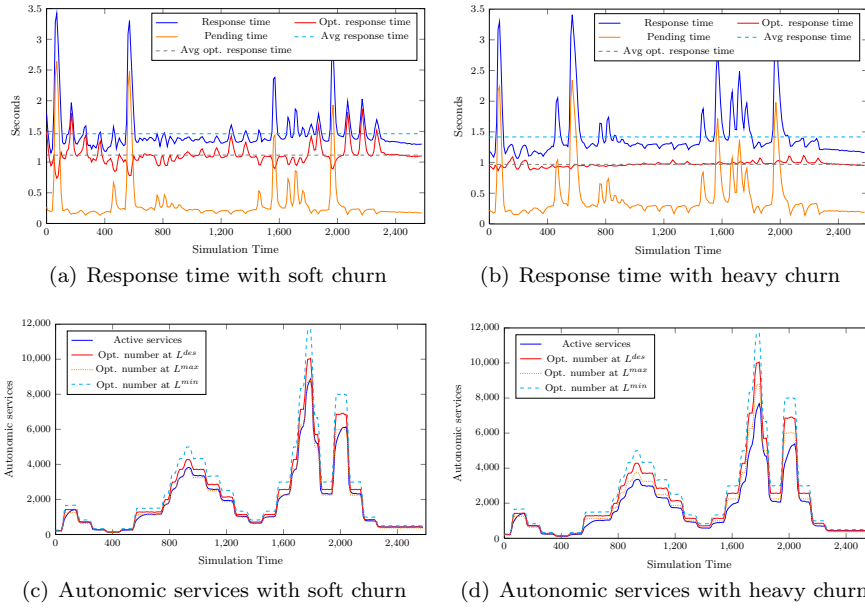 Response time
Opt. response time
Pending time
Avg response time
Avg opt. response time
3.5
3
2.5
2
1.5
1
0.5
0
Seconds
0 400 800 1,200 1,600 2,000 2,400
Simulation Time
(a) Response time with soft churn
Response time
Opt. response time
Pending time
Avg response time
Avg opt. response time
3.5
3
2.5
2
1.5
1
0.5
0
Seconds
0 400 800 1,200 1,600 2,000 2,400
Simulation Time
(b) Response time with heavy churn
Active services
Opt. number at L^des
Opt. number at L^max
Opt. number at L^min
12,000
10,000
8,000
6,000
4,000
2,000
0
Autonomic services
0 400 800 1,200 1,600 2,000 2,400
Simulation Time
(c) Autonomic services with soft churn
Active services
Opt. number at L^des
Opt. number at L^max
Opt. number at L^min
12,000
10,000
8,000
6,000
4,000
2,000
0
Autonomic services
0 400 800 1,200 1,600 2,000 2,400
Simulation Time
(d) Autonomic services with heavy churn